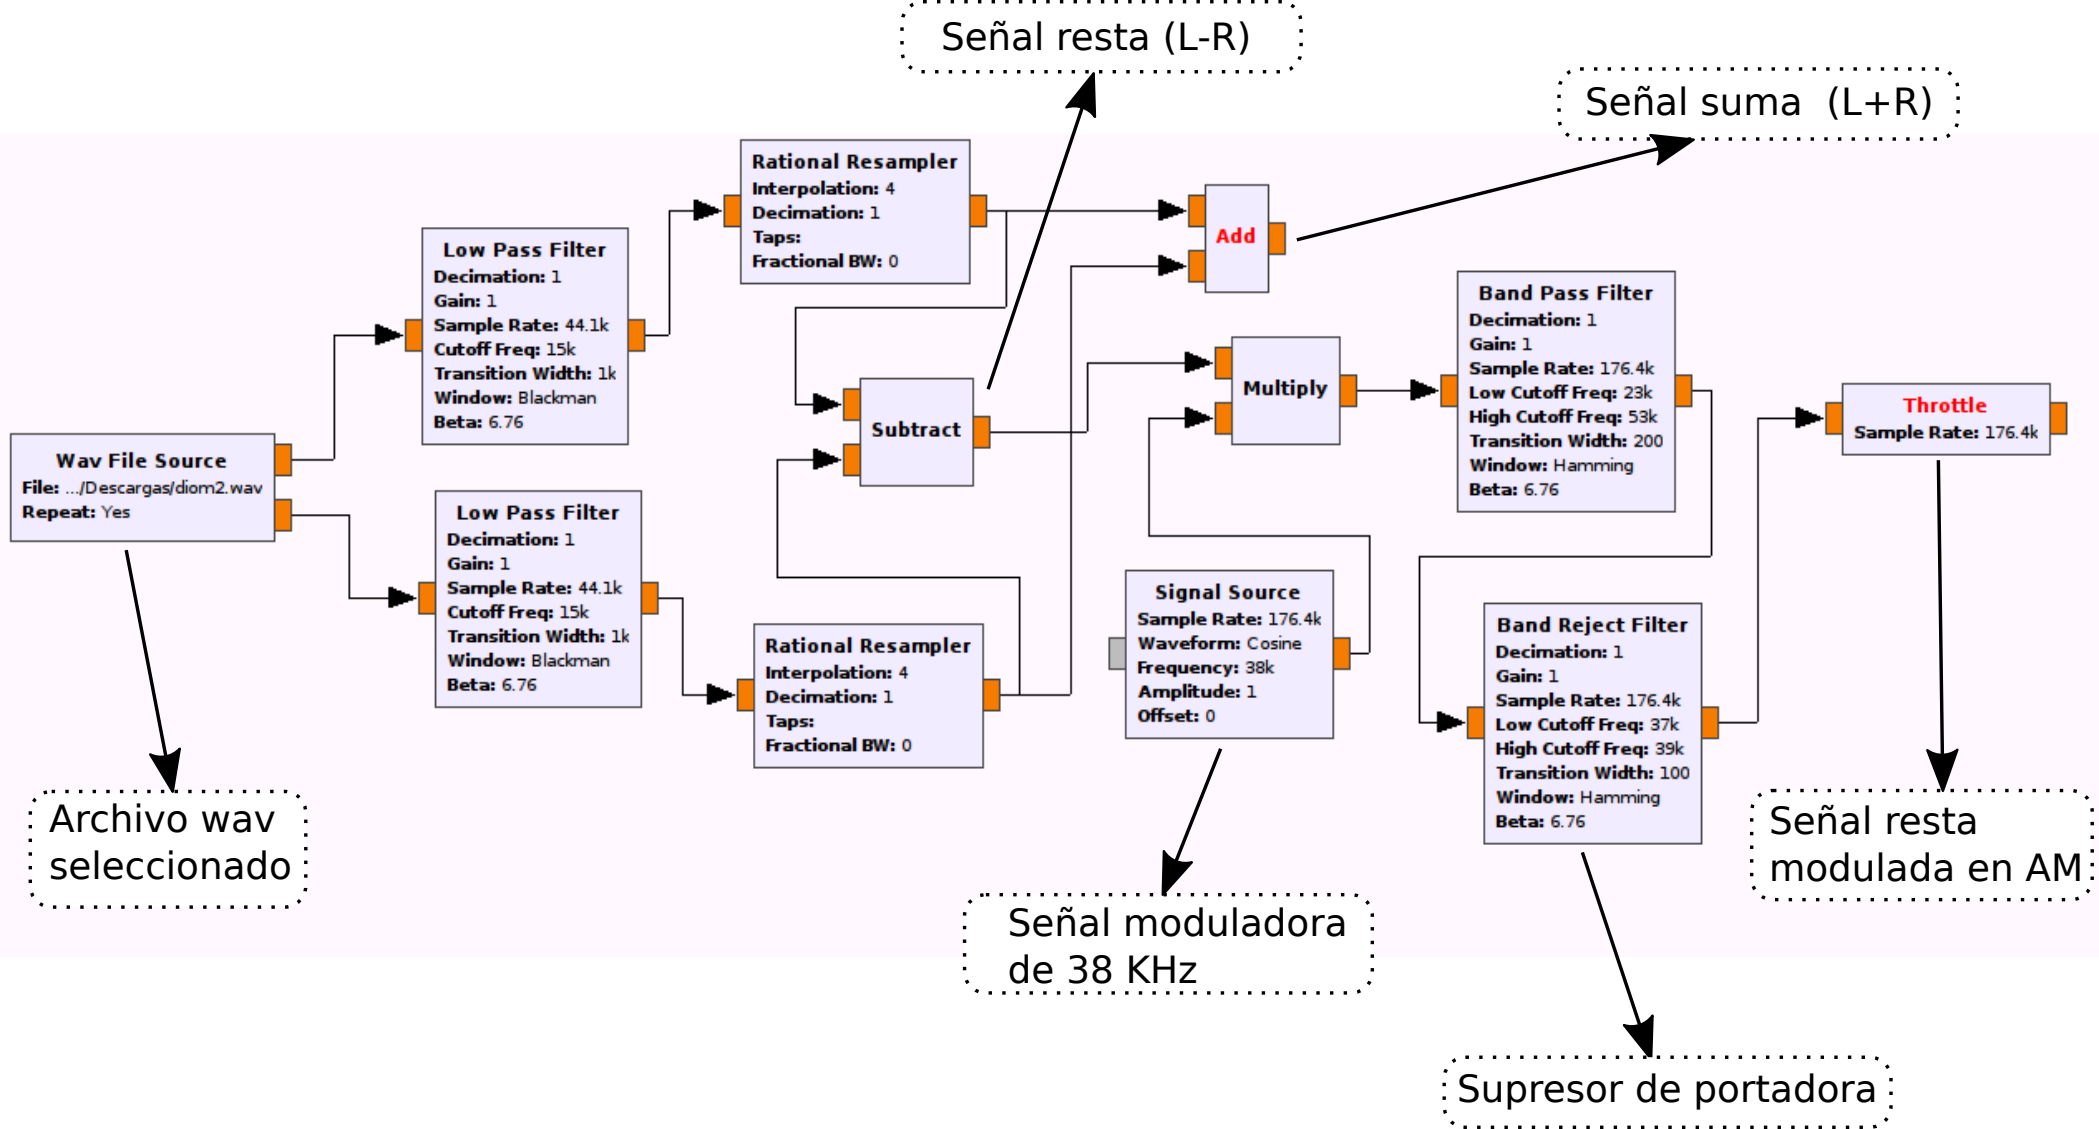 Señal resta (L-R)
Señal suma  (L+R)
Rational Resampler
Interpolation: 4
Decimation: 1
Taps:
Fractional BW: 0
Add
Low Pass Filter
Decimation: 1
Gain: 1
Sample Rate: 44.1k
Cutoff Freq: 15k
Transition Width: 1k
Window: Blackman
Beta: 6.76
Band Pass Filter
Decimation: 1
Gain: 1
Sample Rate: 176.4k
Low Cutoff Freq: 23k
High Cutoff Freq: 53k
Transition Width: 200
Window: Hamming
Beta: 6.76
Multiply
Subtract
Throttle
Sample Rate: 176.4k
Wav File Source
File: .../Descargas/diom2.wav
Repeat: Yes
Low Pass Filter
Decimation: 1
Gain: 1
Sample Rate: 44.1k
Cutoff Freq: 15k
Transition Width: 1k
Window: Blackman
Beta: 6.76
Rational Resampler
Interpolation: 4
Decimation: 1
Taps:
Fractional BW: 0
Signal Source
Sample Rate: 176.4k
Waveform: Cosine
Frequency: 38k
Amplitude: 1
Offset: 0
Band Reject Filter
Decimation: 1
Gain: 1
Sample Rate: 176.4k
Low Cutoff Freq: 37k
High Cutoff Freq: 39k
Transition Width: 100
Window: Hamming
Beta: 6.76
Archivo wav
seleccionado
Señal moduladora
de 38 KHz
Señal resta
modulada en AM
Supresor de portadora